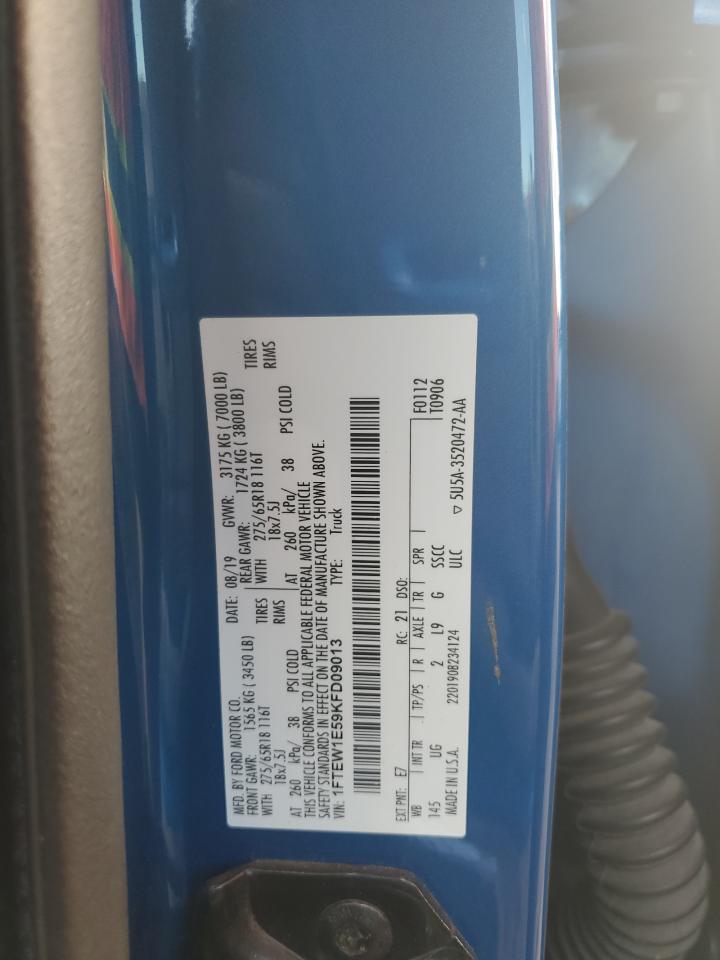 MFD. BY FORD MOTOR CO.
DATE: 08/19 GVWR: 3175 KG ( 7000 LB)
FRONT GAWR: 1565 KG ( 3450 LB) REAR GAWR: 1724 KG ( 3800 LB)
WITH 275/65R18 116T TIRES WITH 275/65R18 116T TIRES
18x7.5J RIMS 18x7.5J RIMS
AT 260 kPa/ 38 PSI COLD AT 260 kPa/ 38 PSI COLD
THIS VEHICLE CONFORMS TO ALL APPLICABLE FEDERAL MOTOR VEHICLE
SAFETY STANDARDS IN EFFECT ON THE DATE OF MANUFACTURE SHOWN ABOVE.
VIN: 1FTEW1E59KFD09013 TYPE: Truck
F0112
T0906
EXT PNT: E7 RC: 21 DSO:
WB INT TR TP/PS R AXLE TR SPR
145 UG 2 L9 G SSCC
MADE IN U.S.A. 2201908234124 ULC
▽ 5U5A-3520472-AA